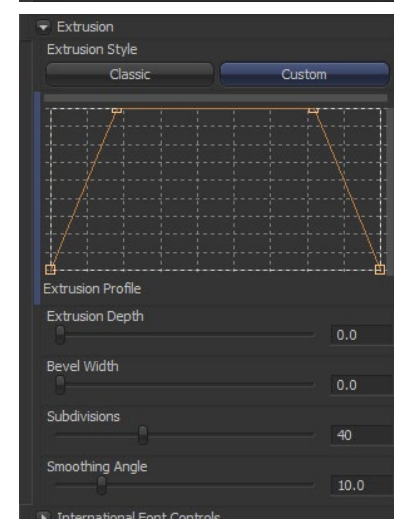 Extrusion
Extrusion Style
Classic Custom
Extrusion Profile
Extrusion Depth
0.0
Bevel Width
0.0
Subdivisions
40
Smoothing Angle
10.0
International Font Controls